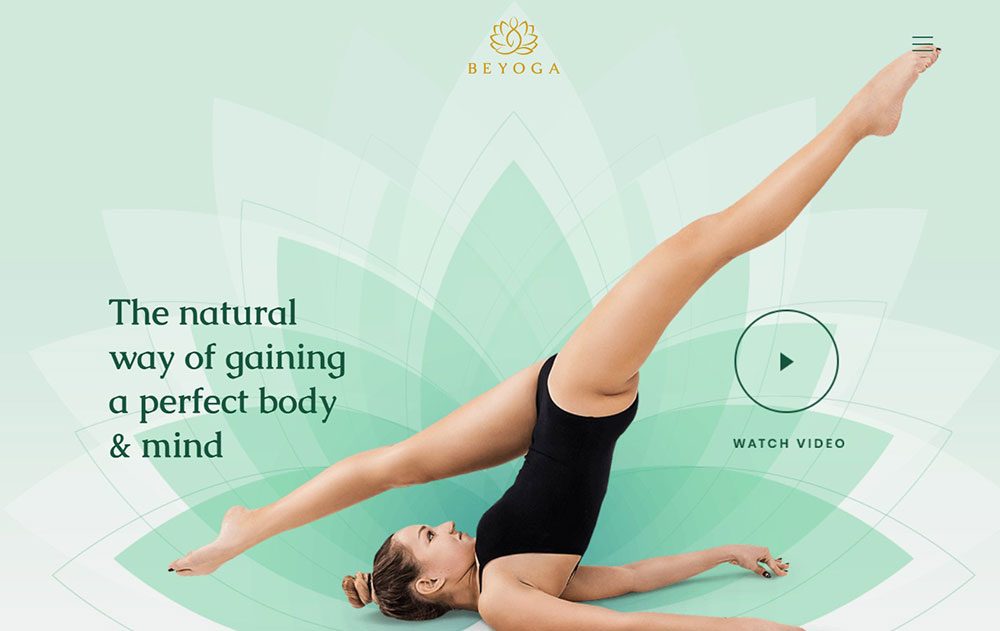 BEYOGA
The natural
way of gaining
a perfect body
& mind
WATCH VIDEO